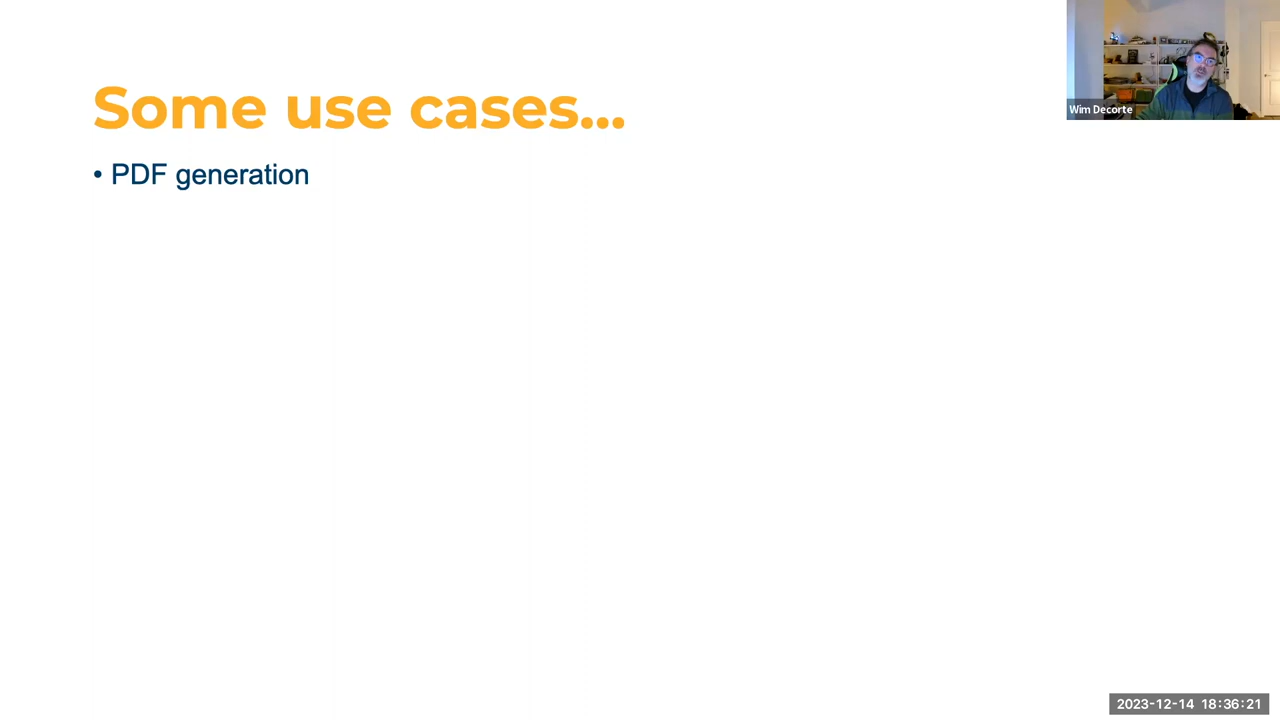 Some use cases...
• PDF generation
Wim Decorte
2023-12-14 18:36:21